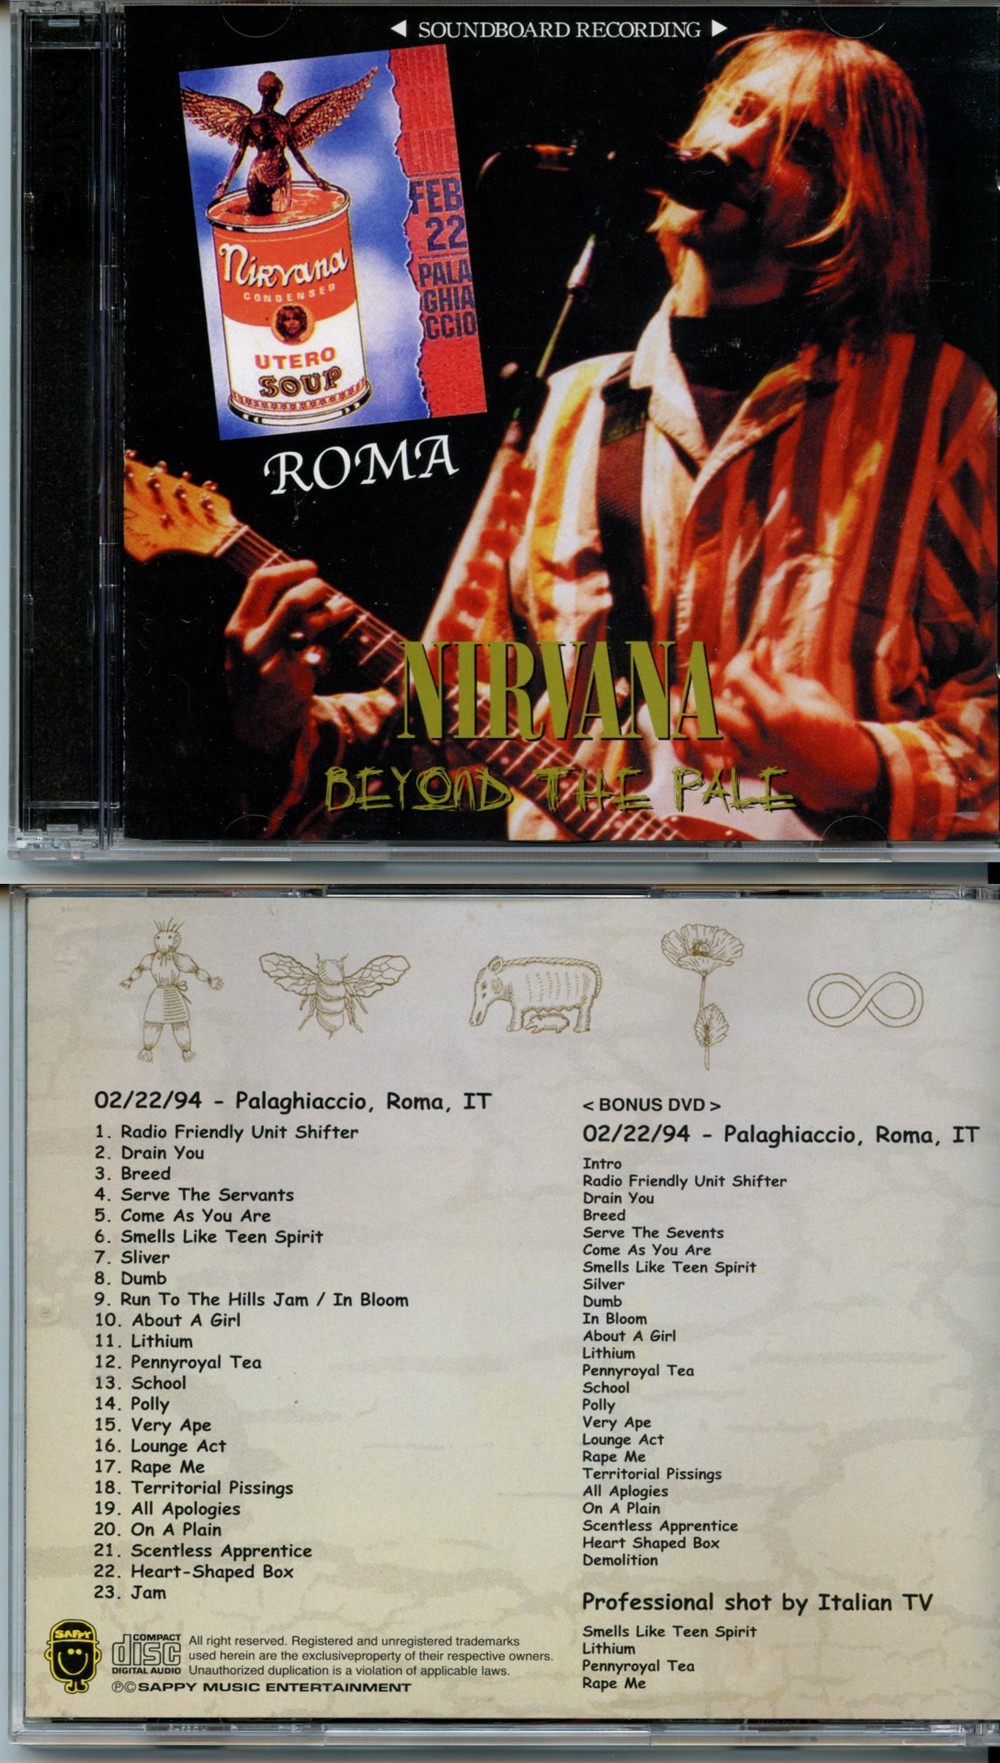 SOUNDBOARD RECORDING
FEB
22
PALA
GHIA
CCIO
Nirvana
CONDENSED
UTERO
SOUP
ROMA
NIRVANA
BEYOND THE PALE
02/22/94 - Palaghiaccio, Roma, IT
1. Radio Friendly Unit Shifter
2. Drain You
3. Breed
4. Serve The Servants
5. Come As You Are
6. Smells Like Teen Spirit
7. Sliver
8. Dumb
9. Run To The Hills Jam / In Bloom
10. About A Girl
11. Lithium
12. Pennyroyal Tea
13. School
14. Polly
15. Very Ape
16. Lounge Act
17. Rape Me
18. Territorial Pissings
19. All Apologies
20. On A Plain
21. Scentless Apprentice
22. Heart-Shaped Box
23. Jam
< BONUS DVD >
02/22/94 - Palaghiaccio, Roma, IT
Intro
Radio Friendly Unit Shifter
Drain You
Breed
Serve The Sevents
Come As You Are
Smells Like Teen Spirit
Silver
Dumb
In Bloom
About A Girl
Lithium
Pennyroyal Tea
School
Polly
Very Ape
Lounge Act
Rape Me
Territorial Pissings
All Aplogies
On A Plain
Scentless Apprentice
Heart Shaped Box
Demolition
Professional shot by Italian TV
Smells Like Teen Spirit
Lithium
Pennyroyal Tea
Rape Me
SAPPY
COMPACT
disc
DIGITAL AUDIO
All right reserved. Registered and unregistered trademarks
used herein are the exclusiveproperty of their respective owners.
Unauthorized duplication is a violation of applicable laws.
℗©SAPPY MUSIC ENTERTAINMENT